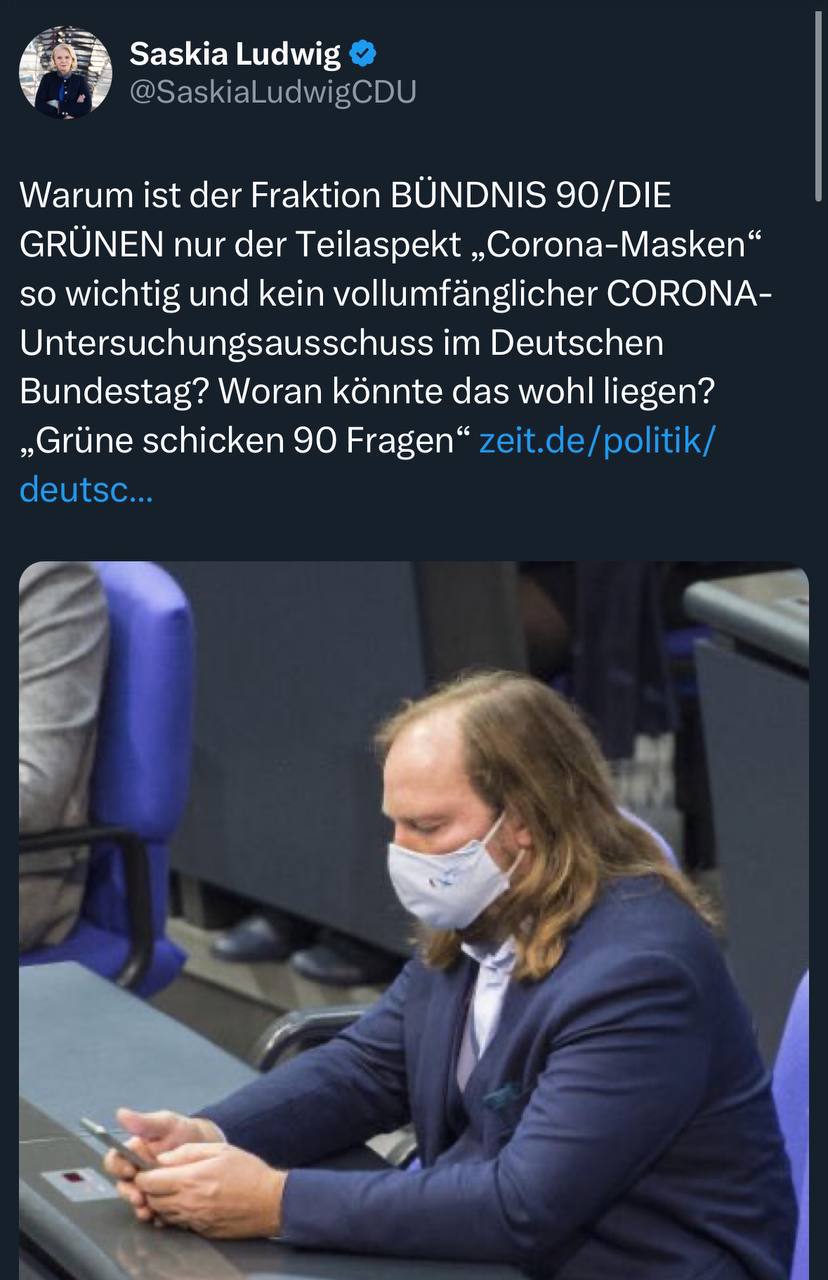 Saskia Ludwig
@SaskiaLudwigCDU
Warum ist der Fraktion BÜNDNIS 90/DIE
GRÜNEN nur der Teilaspekt „Corona-Masken“
so wichtig und kein vollumfänglicher CORONA-
Untersuchungsausschuss im Deutschen
Bundestag? Woran könnte das wohl liegen?
„Grüne schicken 90 Fragen“ zeit.de/politik/
deutsc...